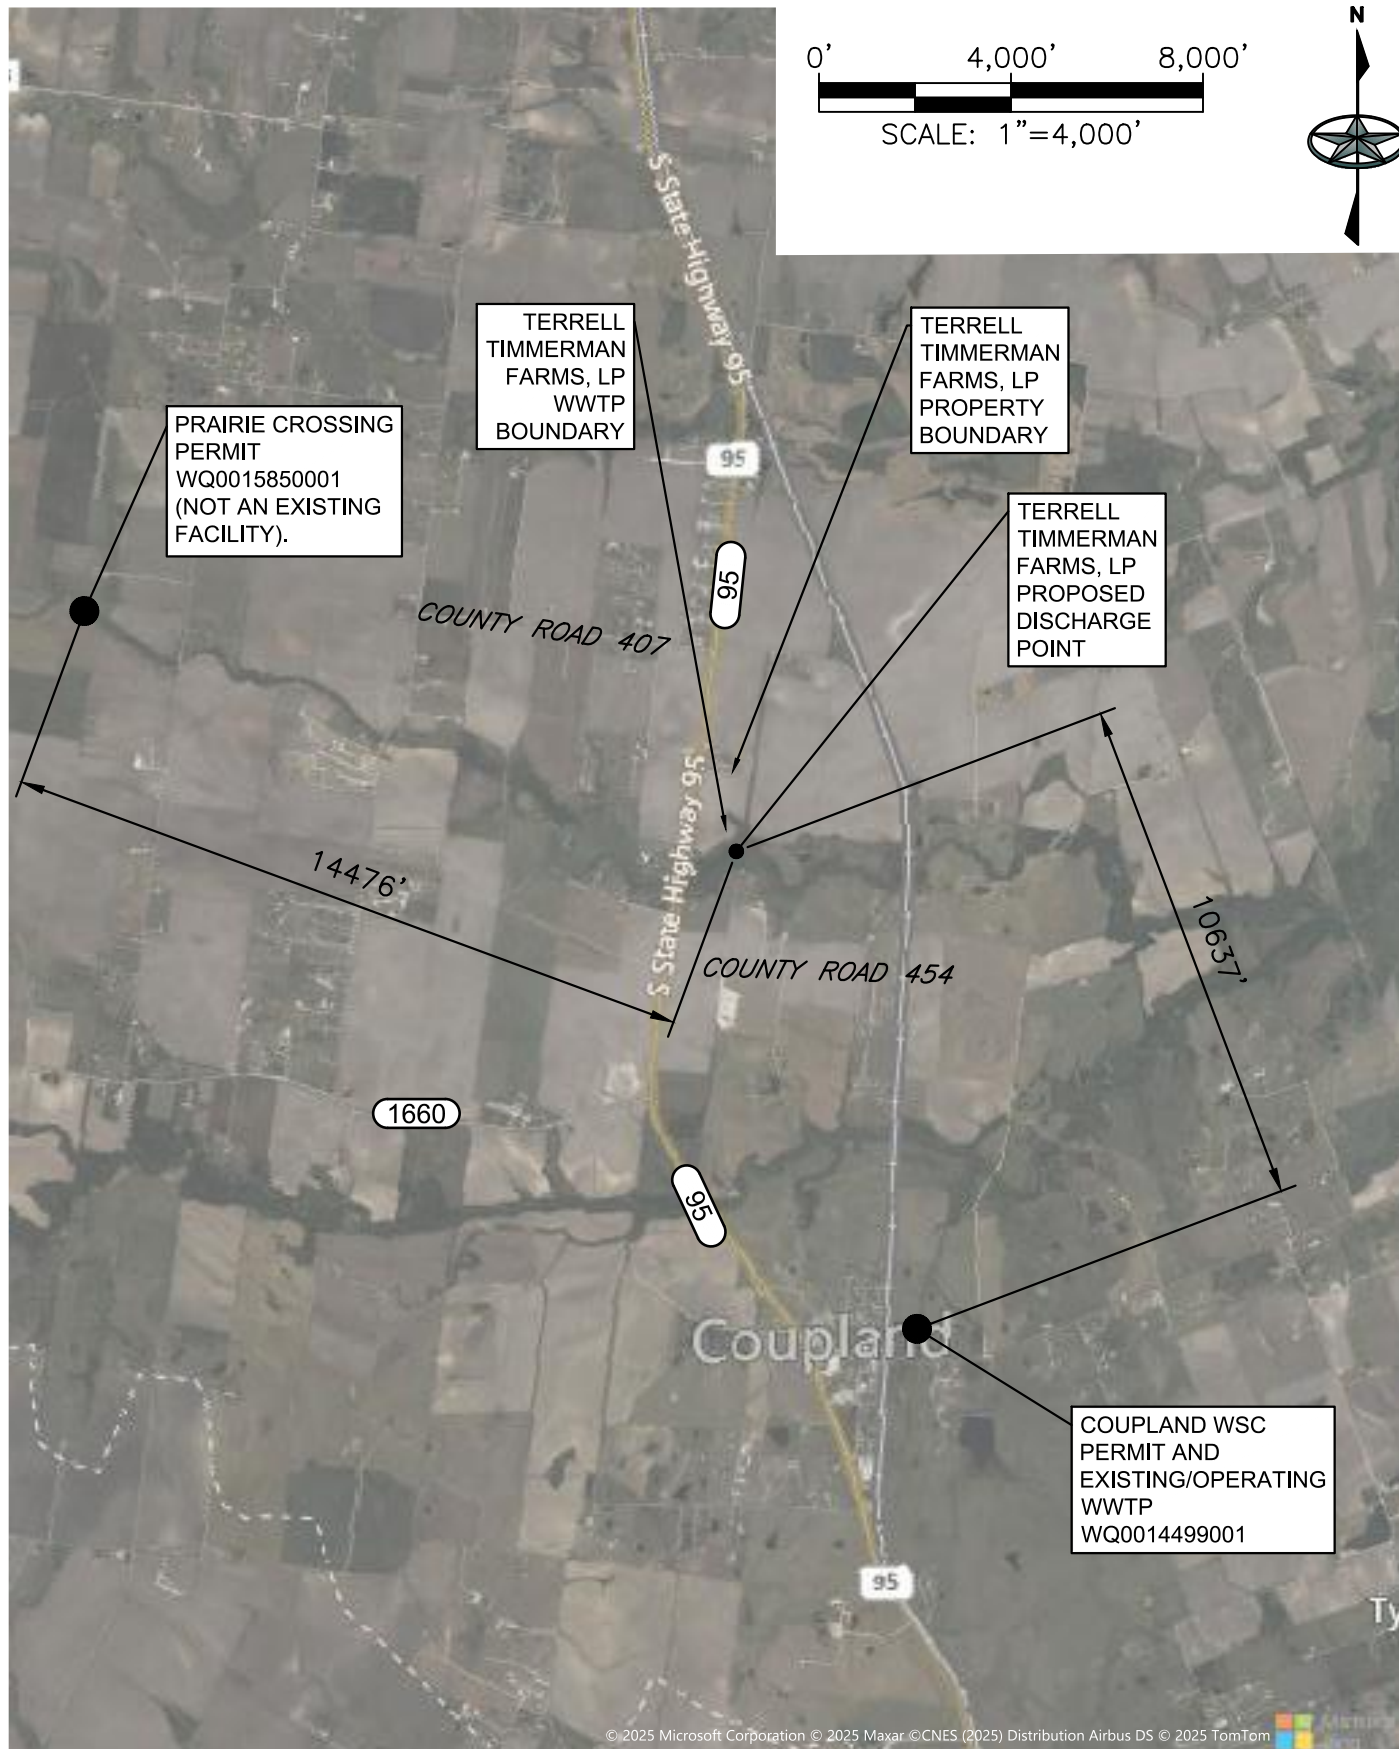 N
0' 4,000' 8,000'
SCALE: 1"=4,000'
S State Highway 95
TERRELL
TIMMERMAN
FARMS, LP
WWTP
BOUNDARY
TERRELL
TIMMERMAN
FARMS, LP
PROPERTY
BOUNDARY
PRAIRIE CROSSING
PERMIT
WQ0015850001
(NOT AN EXISTING
FACILITY).
95
TERRELL
TIMMERMAN
FARMS, LP
PROPOSED
DISCHARGE
POINT
95
COUNTY ROAD 407
S State Highway 95
14476'
10637'
COUNTY ROAD 454
1660
95
Coupland
COUPLAND WSC
PERMIT AND
EXISTING/OPERATING
WWTP
WQ0014499001
95
© 2025 Microsoft Corporation © 2025 Maxar ©CNES (2025) Distribution Airbus DS © 2025 TomTom